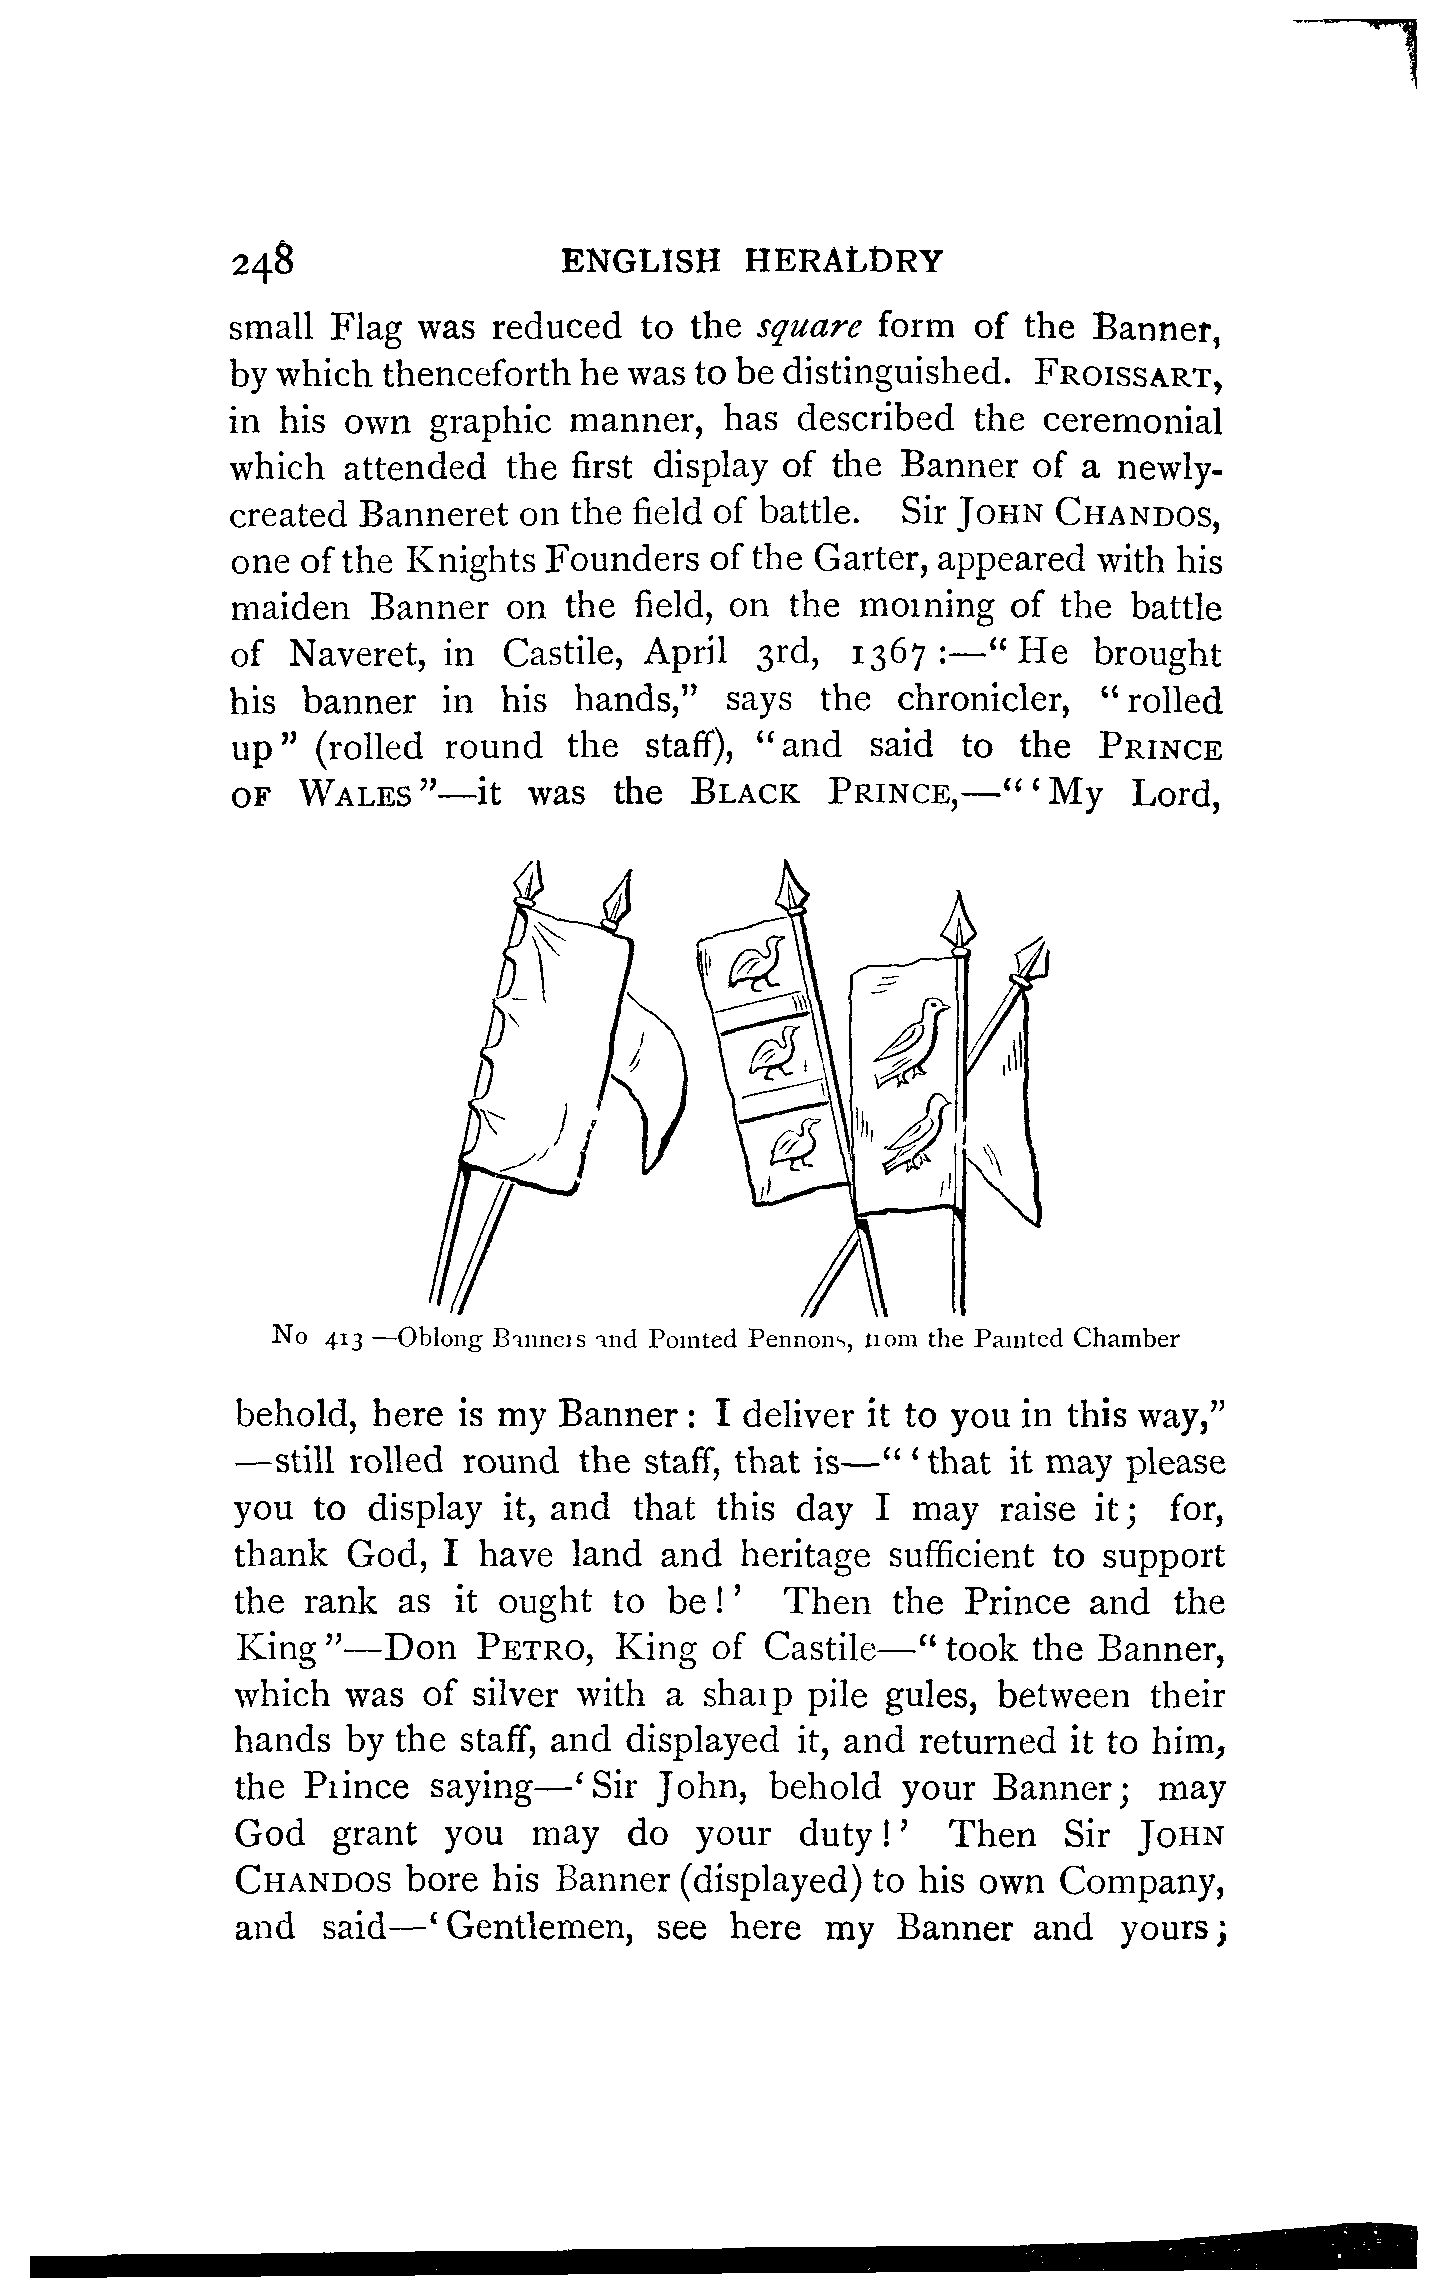 248 ENGLISH HERALDRY
small Flag was reduced to the square form of the Banner,
by which thenceforth he was to be distinguished. FROISSART,
in his own graphic manner, has described the ceremonial
which attended the first display of the Banner of a newly-
created Banneret on the field of battle. Sir JOHN CHANDOS,
one of the Knights Founders of the Garter, appeared with his
maiden Banner on the field, on the morning of the battle
of Naveret, in Castile, April 3rd, 1367 :—“ He brought
his banner in his hands,” says the chronicler, “ rolled
up ” (rolled round the staff), “ and said to the PRINCE
OF WALES ”—it was the BLACK PRINCE,—“ ‘ My Lord,
No 413 —Oblong Banners and Pointed Pennons, from the Painted Chamber
behold, here is my Banner : I deliver it to you in this way,”
—still rolled round the staff, that is—“ ‘ that it may please
you to display it, and that this day I may raise it ; for,
thank God, I have land and heritage sufficient to support
the rank as it ought to be ! ’ Then the Prince and the
King ”—Don PETRO, King of Castile—“ took the Banner,
which was of silver with a sharp pile gules, between their
hands by the staff, and displayed it, and returned it to him,
the Prince saying—‘ Sir John, behold your Banner ; may
God grant you may do your duty ! ’ Then Sir JOHN
CHANDOS bore his Banner (displayed) to his own Company,
and said—‘ Gentlemen, see here my Banner and yours ;